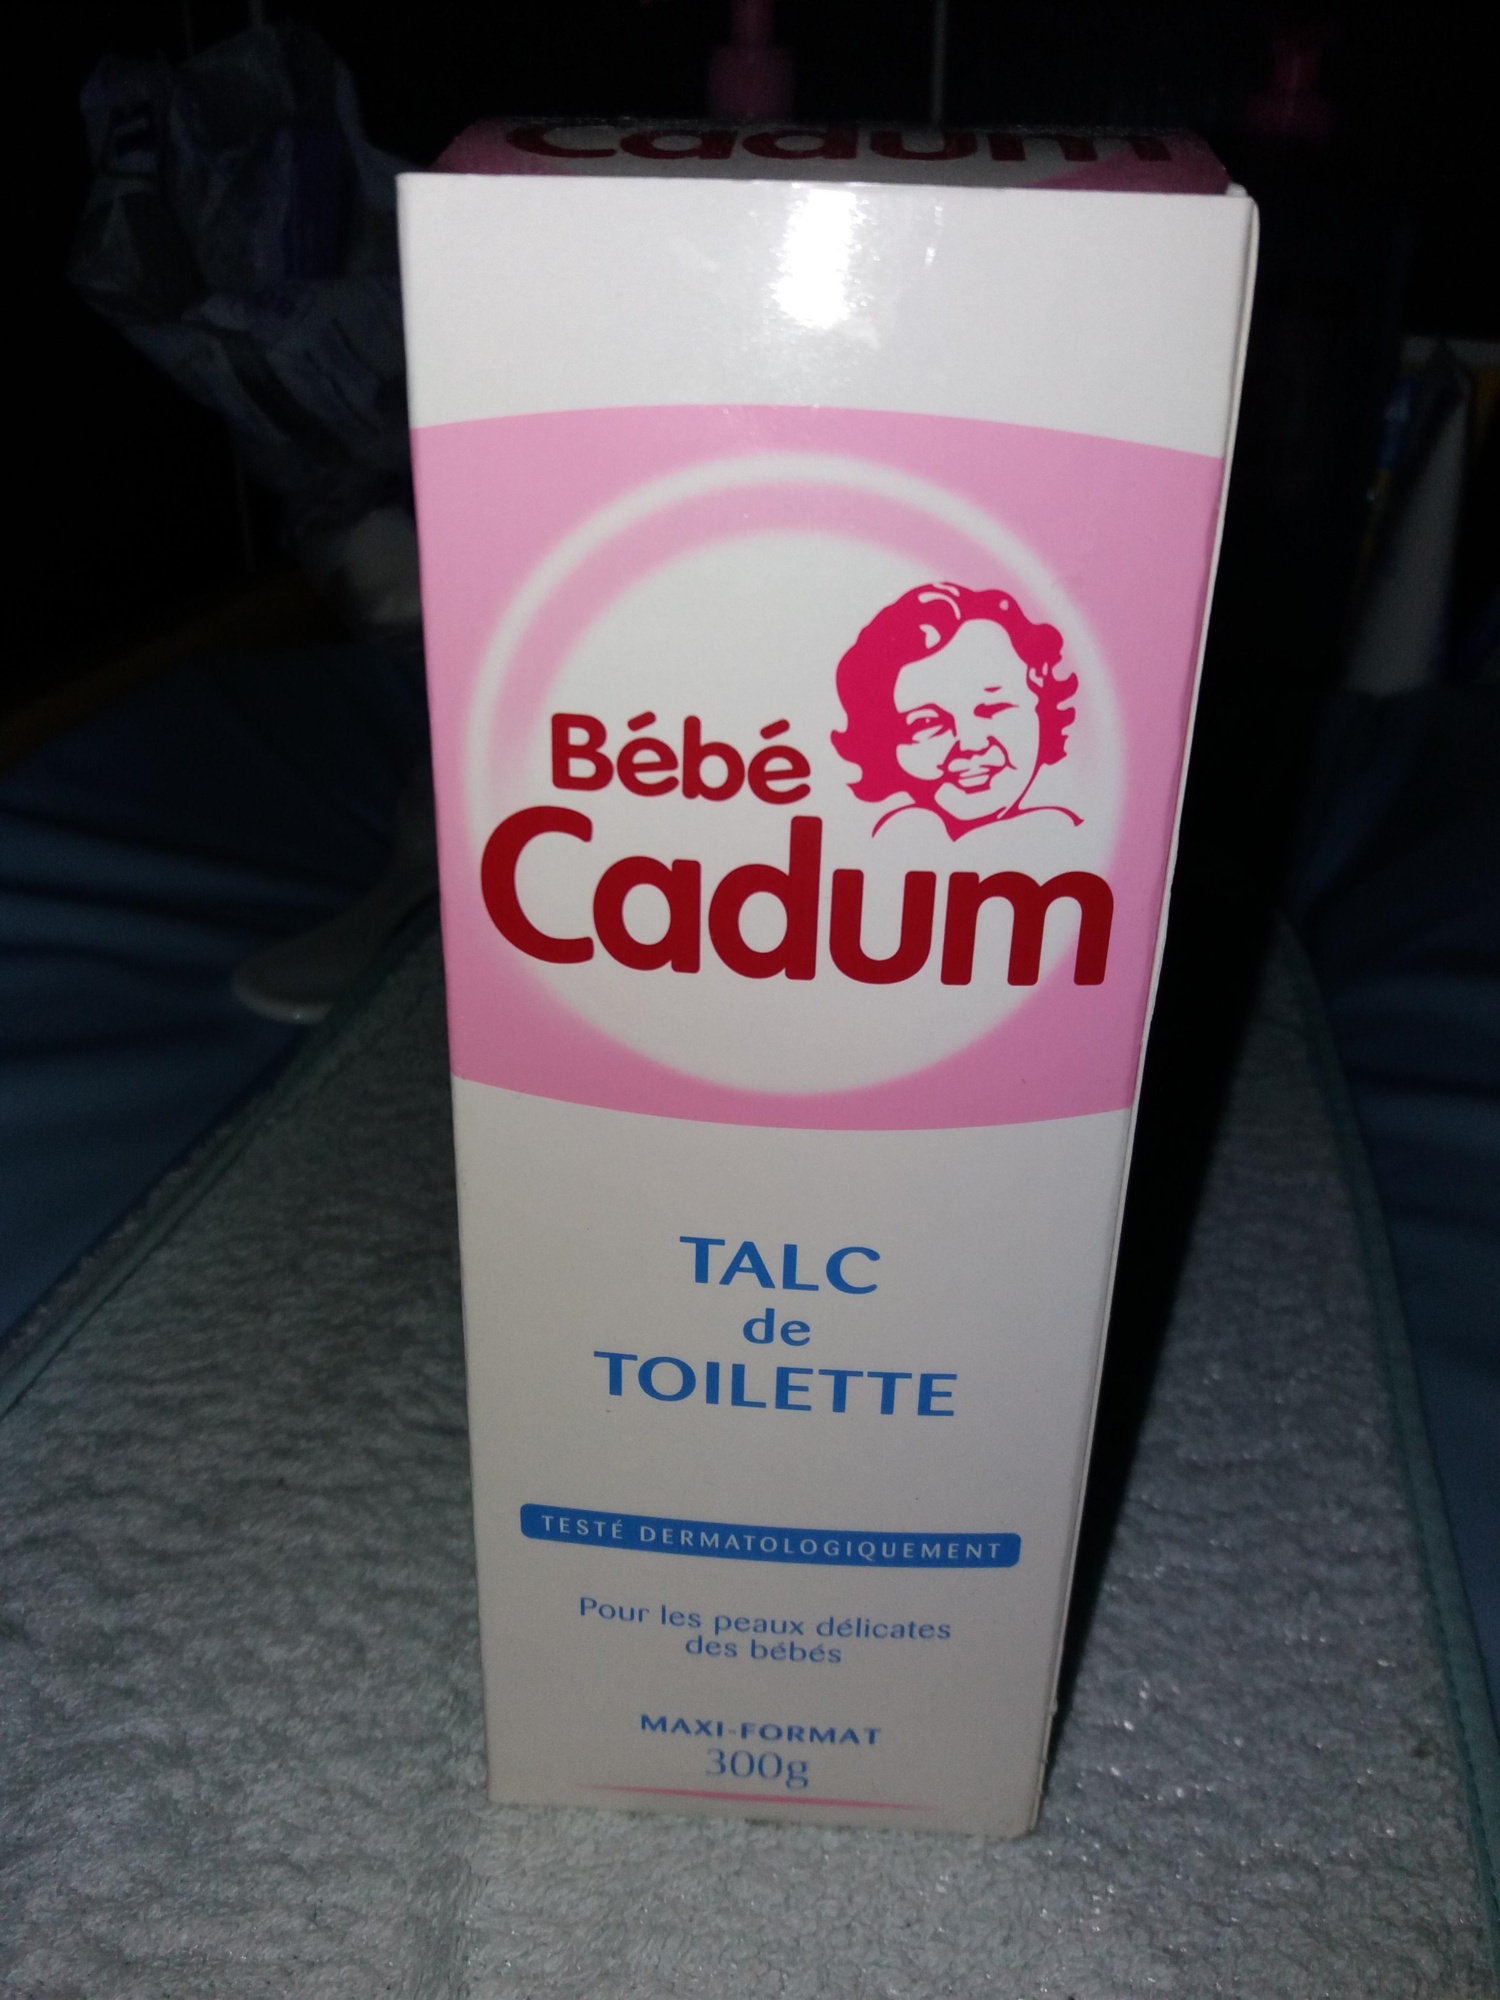 Cadum
Bébé
Cadum
TALC
de
TOILETTE
TESTÉ DERMATOLOGIQUEMENT
Pour les peaux délicates
des bébés
MAXI-FORMAT
300g